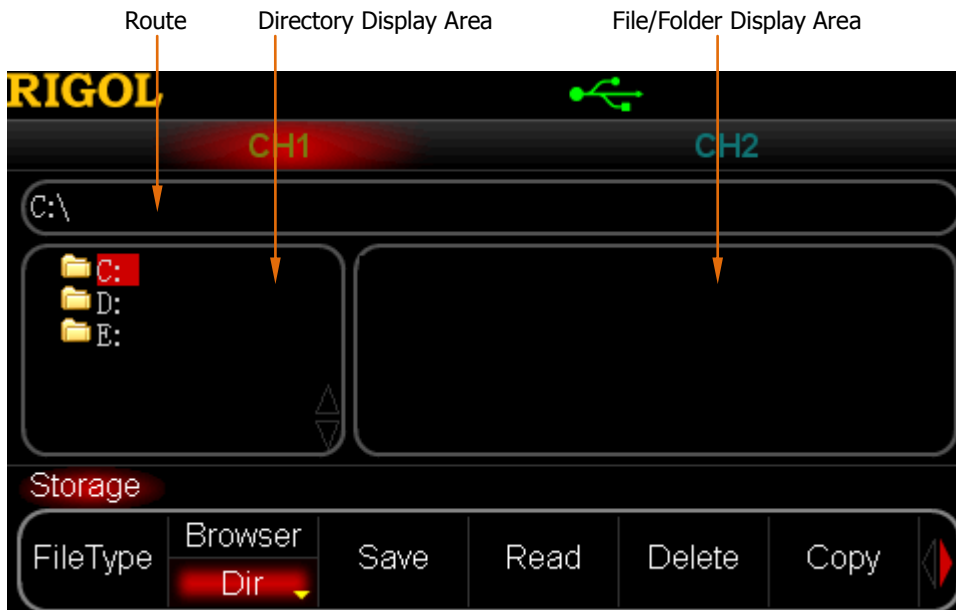 Route Directory Display Area File/Folder Display Area
RIGOL
CH1 CH2
C:\
C:
D:
E:
Storage
FileType Browser Dir Save Read Delete Copy